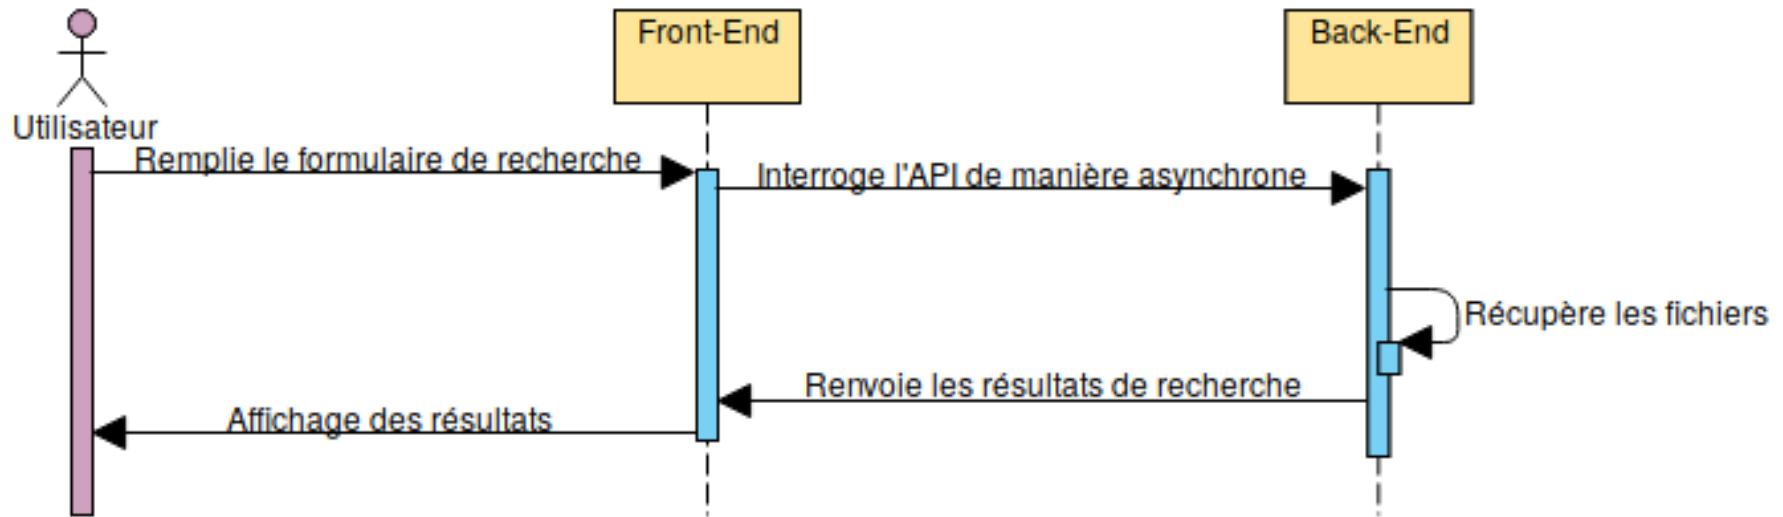 Front-End
Back-End
Utilisateur
Remplie le formulaire de recherche
Interroge l'API de manière asynchrone
Récupère les fichiers
Renvoie les résultats de recherche
Affichage des résultats